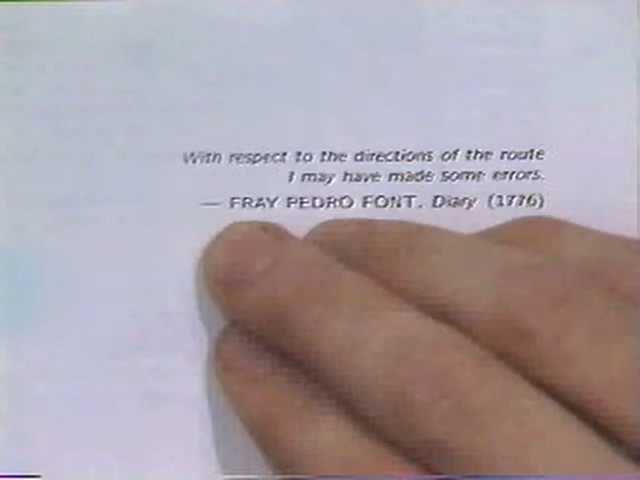 With respect to the directions of the route
I may have made some errors.
— FRAY PEDRO FONT, Diary (1776)